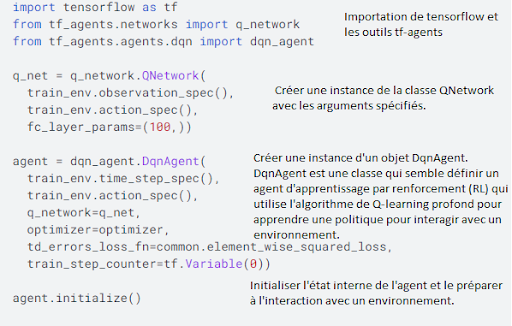 import tensorflow as tf
from tf_agents.networks import q_network
from tf_agents.agents.dqn import dqn_agent
Importation de tensorflow et
les outils tf-agents
q_net = q_network.QNetwork(
train_env.observation_spec(),
train_env.action_spec(),
fc_layer_params=(100,))
Créer une instance de la classe QNetwork
avec les arguments spécifiés.
agent = dqn_agent.DqnAgent(
train_env.time_step_spec(),
train_env.action_spec(),
q_network=q_net,
optimizer=optimizer,
td_errors_loss_fn=common.element_wise_squared_loss,
train_step_counter=tf.Variable(0))
Créer une instance d'un objet DqnAgent.
DqnAgent est une classe qui semble définir un
agent d'apprentissage par renforcement (RL) qui
utilise l'algorithme de Q-learning profond pour
apprendre une politique pour interagir avec un
environnement.
agent.initialize()
Initialiser l'état interne de l'agent et le préparer
à l'interaction avec un environnement.